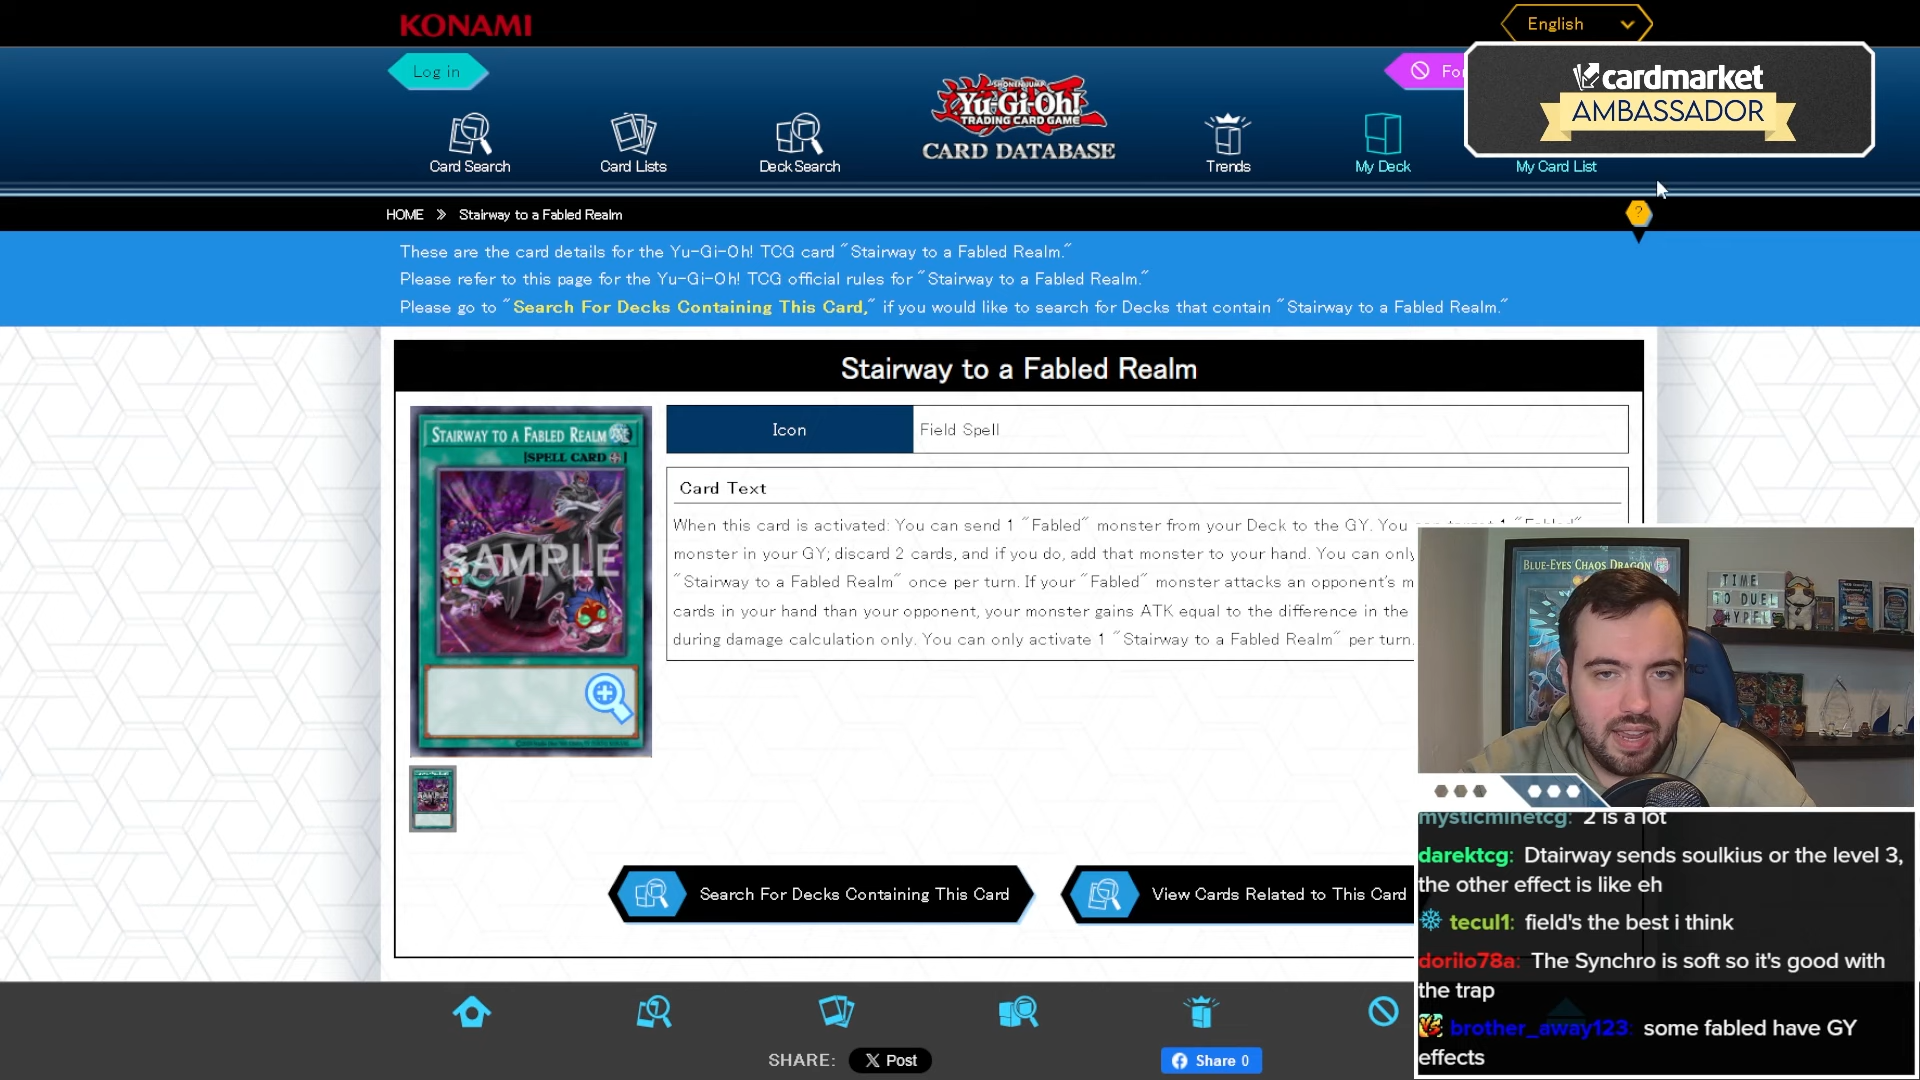 KONAMI
English
Log in
For
cardmarket
AMBASSADOR
SHONEN JUMP
Yu-Gi-Oh!
TRADING CARD GAME
CARD DATABASE
Card Search
Card Lists
Deck Search
Trends
My Deck
My Card List
HOME » Stairway to a Fabled Realm
?
These are the card details for the Yu-Gi-Oh! TCG card "Stairway to a Fabled Realm."
Please refer to this page for the Yu-Gi-Oh! TCG official rules for "Stairway to a Fabled Realm."
Please go to "Search For Decks Containing This Card," if you would like to search for Decks that contain "Stairway to a Fabled Realm."
Stairway to a Fabled Realm
STAIRWAY TO A FABLED REALM
[SPELL CARD]
SAMPLE
Icon
Field Spell
Card Text
When this card is activated: You can send 1 "Fabled" monster from your Deck to the GY. You can target 1 "Fabled"
monster in your GY; discard 2 cards, and if you do, add that monster to your hand. You can only
"Stairway to a Fabled Realm" once per turn. If your "Fabled" monster attacks an opponent's m
cards in your hand than your opponent, your monster gains ATK equal to the difference in the
during damage calculation only. You can only activate 1 "Stairway to a Fabled Realm" per turn.
BLUE-EYES CHAOS DRAGON
TIME
TO DUEL
#YPEL
Search For Decks Containing This Card
View Cards Related to This Card
mysticminetcg: 2 is a lot
darektcg: Dtairway sends soulkius or the level 3,
the other effect is like eh
tecul1: field's the best i think
dorilo78a: The Synchro is soft so it's good with
the trap
brother_away123: some fabled have GY
effects
SHARE:
X Post
Share 0